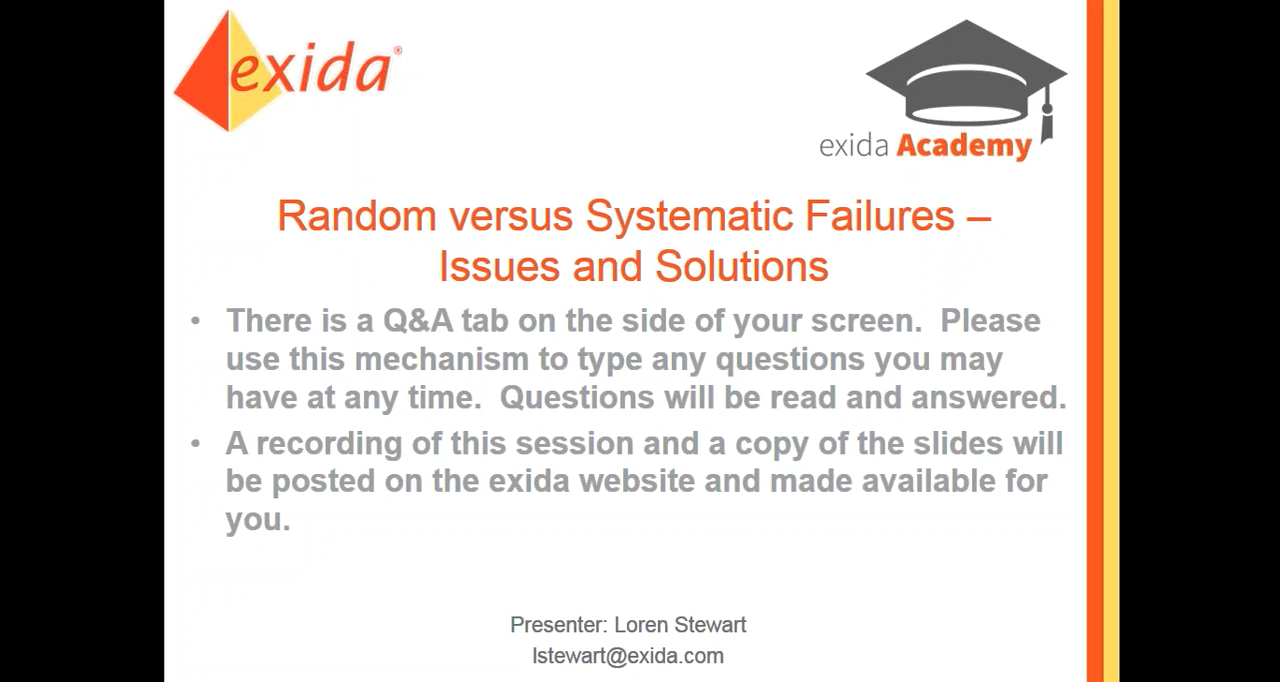 exida®
exida Academy
Random versus Systematic Failures –
Issues and Solutions
• There is a Q&A tab on the side of your screen.  Please
use this mechanism to type any questions you may
have at any time.  Questions will be read and answered.
• A recording of this session and a copy of the slides will
be posted on the exida website and made available for
you.
Presenter: Loren Stewart
lstewart@exida.com